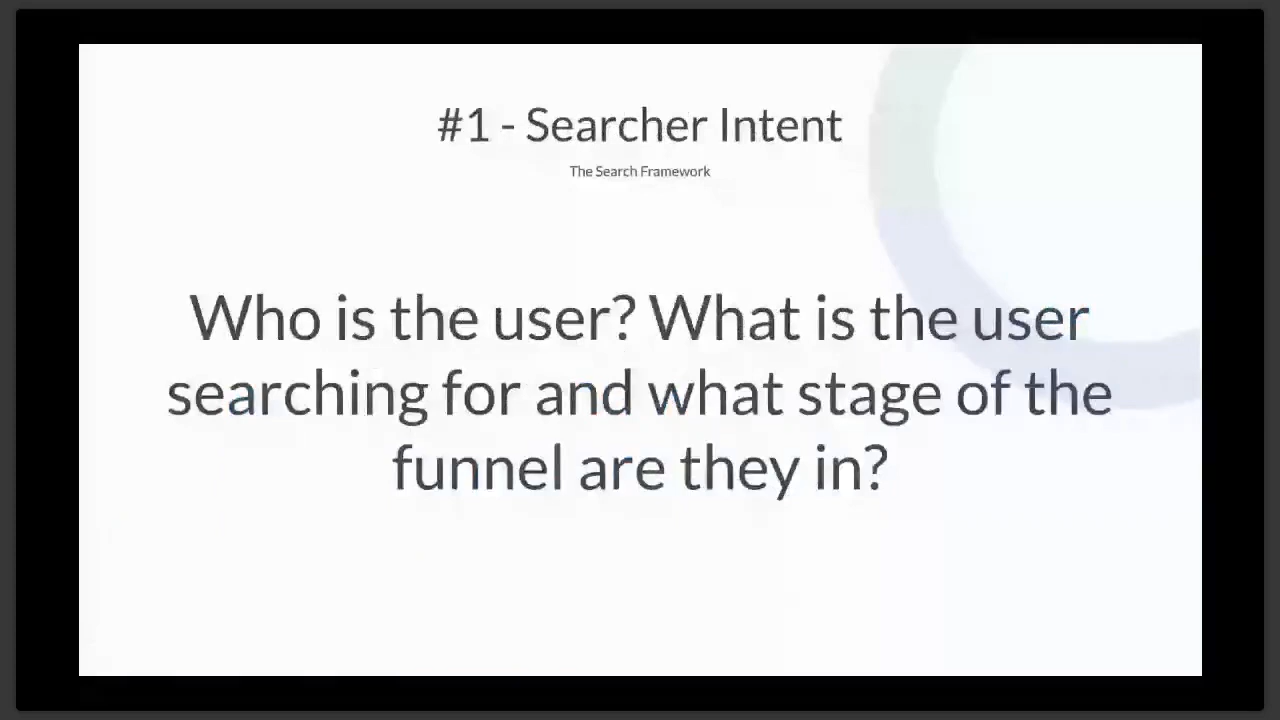 #1 - Searcher Intent
The Search Framework
Who is the user? What is the user
searching for and what stage of the
funnel are they in?